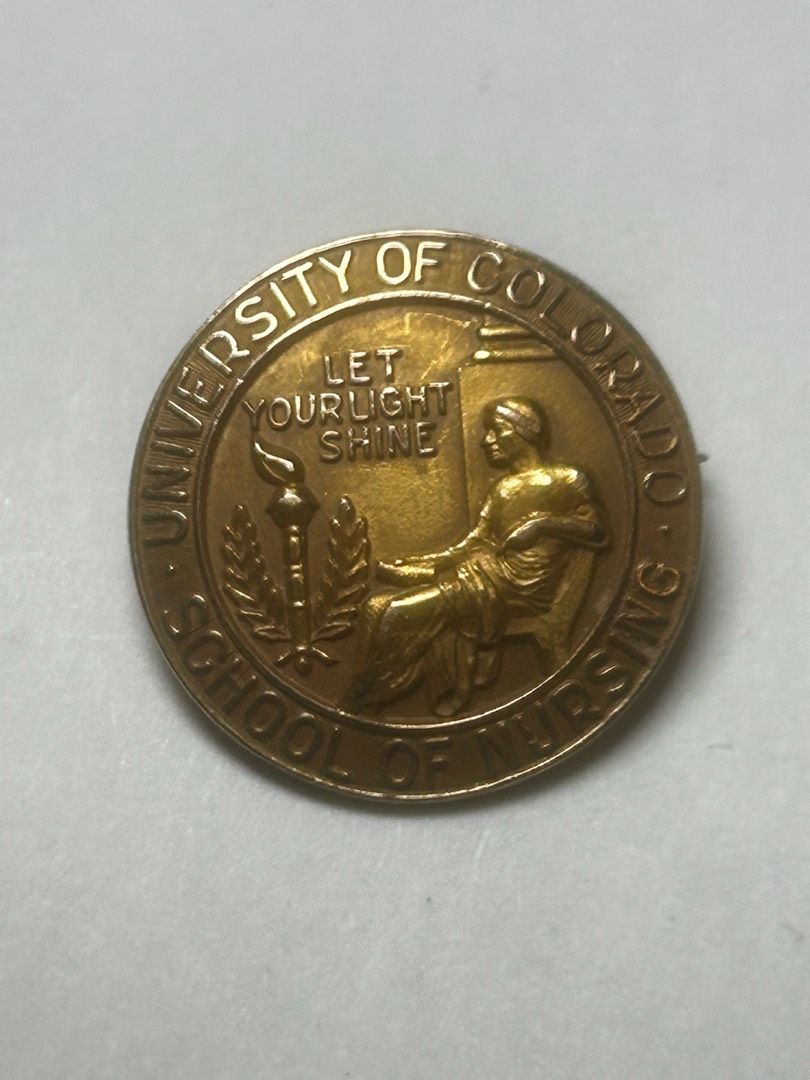 UNIVERSITY OF COLORADO
LET
YOUR LIGHT
SHINE
· SCHOOL OF NURSING ·